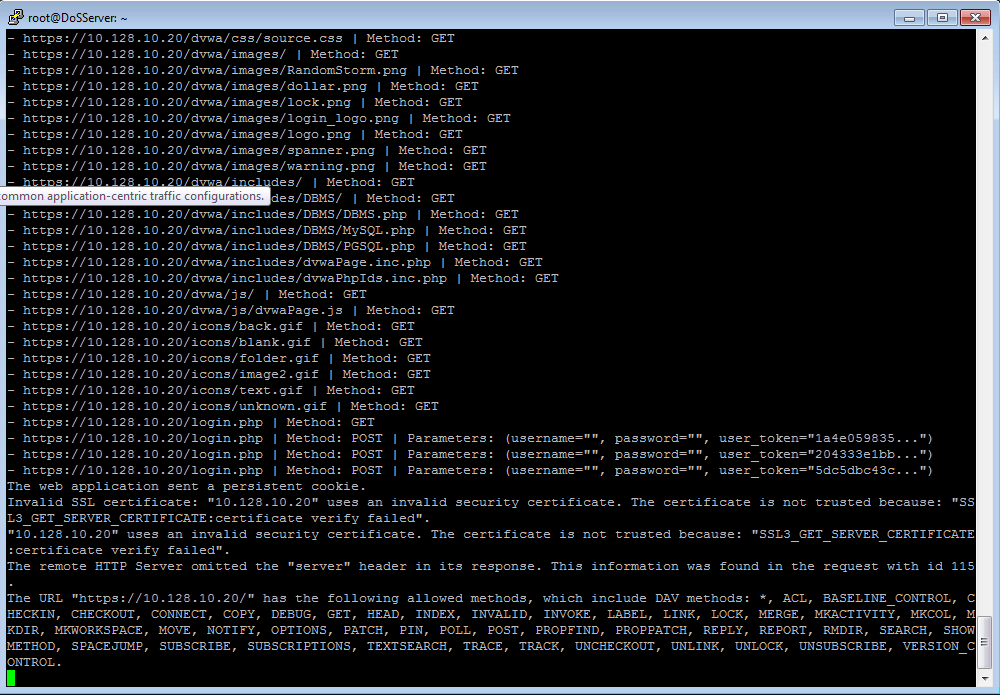 root@DoSServer: ~
- https://10.128.10.20/dvwa/css/source.css | Method: GET
- https://10.128.10.20/dvwa/images/ | Method: GET
- https://10.128.10.20/dvwa/images/RandomStorm.png | Method: GET
- https://10.128.10.20/dvwa/images/dollar.png | Method: GET
- https://10.128.10.20/dvwa/images/lock.png | Method: GET
- https://10.128.10.20/dvwa/images/login_logo.png | Method: GET
- https://10.128.10.20/dvwa/images/logo.png | Method: GET
- https://10.128.10.20/dvwa/images/spanner.png | Method: GET
- https://10.128.10.20/dvwa/images/warning.png | Method: GET
- https://10.128.10.20/dvwa/includes/ | Method: GET
ommon application-centric traffic configurations.
des/DBMS/ | Method: GET
- https://10.128.10.20/dvwa/includes/DBMS/DBMS.php | Method: GET
- https://10.128.10.20/dvwa/includes/DBMS/MySQL.php | Method: GET
- https://10.128.10.20/dvwa/includes/DBMS/PGSQL.php | Method: GET
- https://10.128.10.20/dvwa/includes/dvwaPage.inc.php | Method: GET
- https://10.128.10.20/dvwa/includes/dvwaPhpIds.inc.php | Method: GET
- https://10.128.10.20/dvwa/js/ | Method: GET
- https://10.128.10.20/dvwa/js/dvwaPage.js | Method: GET
- https://10.128.10.20/icons/back.gif | Method: GET
- https://10.128.10.20/icons/blank.gif | Method: GET
- https://10.128.10.20/icons/folder.gif | Method: GET
- https://10.128.10.20/icons/image2.gif | Method: GET
- https://10.128.10.20/icons/text.gif | Method: GET
- https://10.128.10.20/icons/unknown.gif | Method: GET
- https://10.128.10.20/login.php | Method: GET
- https://10.128.10.20/login.php | Method: POST | Parameters: (username="", password="", user_token="1a4e059835...")
- https://10.128.10.20/login.php | Method: POST | Parameters: (username="", password="", user_token="204333e1bb...")
- https://10.128.10.20/login.php | Method: POST | Parameters: (username="", password="", user_token="5dc5dbc43c...")
The web application sent a persistent cookie.
Invalid SSL certificate: "10.128.10.20" uses an invalid security certificate. The certificate is not trusted because: "SS
L3_GET_SERVER_CERTIFICATE:certificate verify failed".
"10.128.10.20" uses an invalid security certificate. The certificate is not trusted because: "SSL3_GET_SERVER_CERTIFICATE
:certificate verify failed".
The remote HTTP Server omitted the "server" header in its response. This information was found in the request with id 115
.
The URL "https://10.128.10.20/" has the following allowed methods, which include DAV methods: *, ACL, BASELINE_CONTROL, C
HECKIN, CHECKOUT, CONNECT, COPY, DEBUG, GET, HEAD, INDEX, INVALID, INVOKE, LABEL, LINK, LOCK, MERGE, MKACTIVITY, MKCOL, M
KDIR, MKWORKSPACE, MOVE, NOTIFY, OPTIONS, PATCH, PIN, POLL, POST, PROPFIND, PROPPATCH, REPLY, REPORT, RMDIR, SEARCH, SHOW
METHOD, SPACEJUMP, SUBSCRIBE, SUBSCRIPTIONS, TEXTSEARCH, TRACE, TRACK, UNCHECKOUT, UNLINK, UNLOCK, UNSUBSCRIBE, VERSION_C
ONTROL.